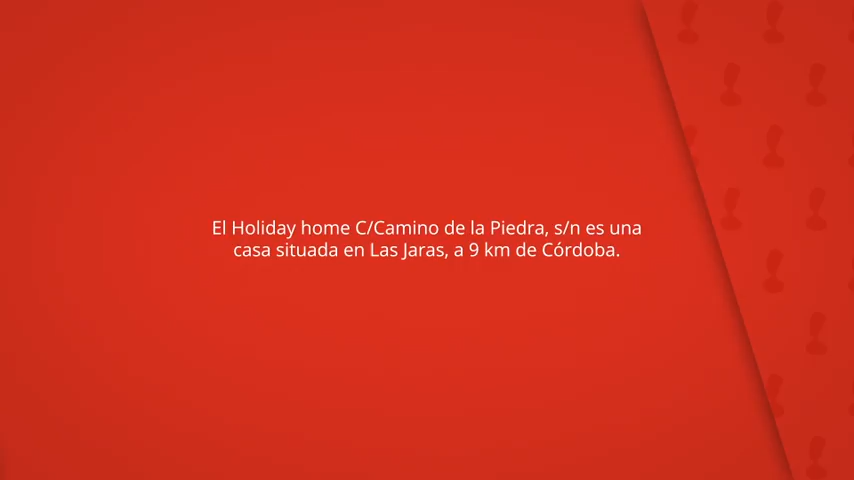 El Holiday home C/Camino de la Piedra, s/n es una
casa situada en Las Jaras, a 9 km de Córdoba.